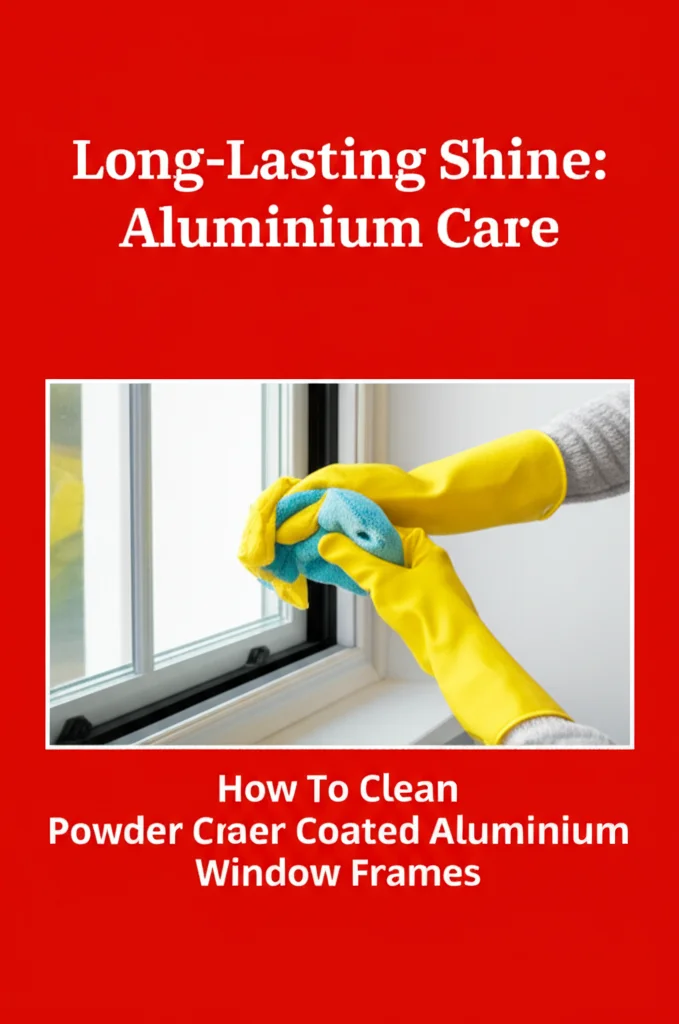 Long-Lasting Shine:
Aluminium Care
How To Clean
Powder Craer Coated Aluminium
Window Frames